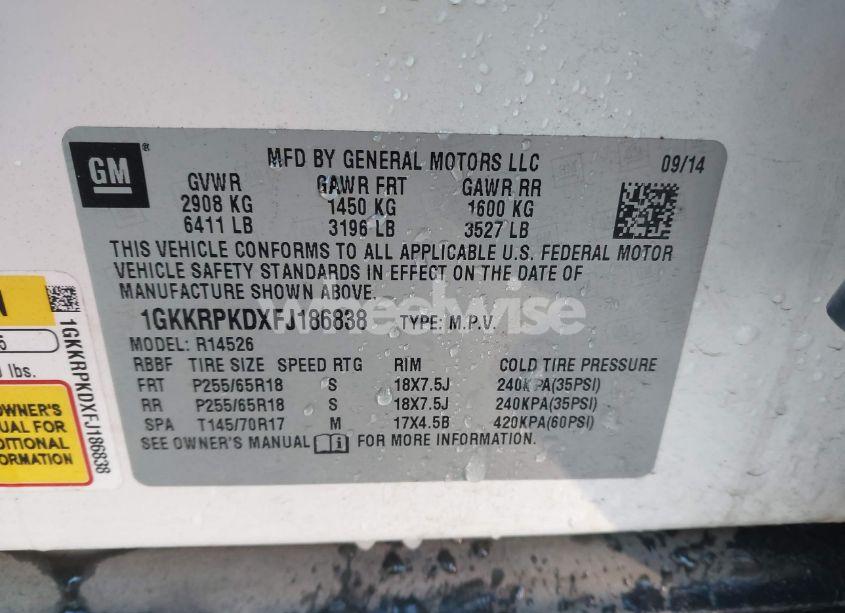 GM®
MFD BY GENERAL MOTORS LLC
09/14
GVWR GAWR FRT GAWR RR
2908 KG 1450 KG 1600 KG
6411 LB 3196 LB 3527 LB
THIS VEHICLE CONFORMS TO ALL APPLICABLE U.S. FEDERAL MOTOR
VEHICLE SAFETY STANDARDS IN EFFECT ON THE DATE OF
MANUFACTURE SHOWN ABOVE.
1GKKRPKDXFJ186838 TYPE: M.P.V.
MODEL: R14526
RBBF TIRE SIZE SPEED RTG RIM COLD TIRE PRESSURE
FRT P255/65R18 S 18X7.5J 240KPA(35PSI)
RR P255/65R18 S 18X7.5J 240KPA(35PSI)
SPA T145/70R17 M 17X4.5B 420KPA(60PSI)
SEE OWNER'S MANUAL i FOR MORE INFORMATION.
wheelwise
lbs.
OWNER'S
FOR
1GKKRPKDXFJ186838